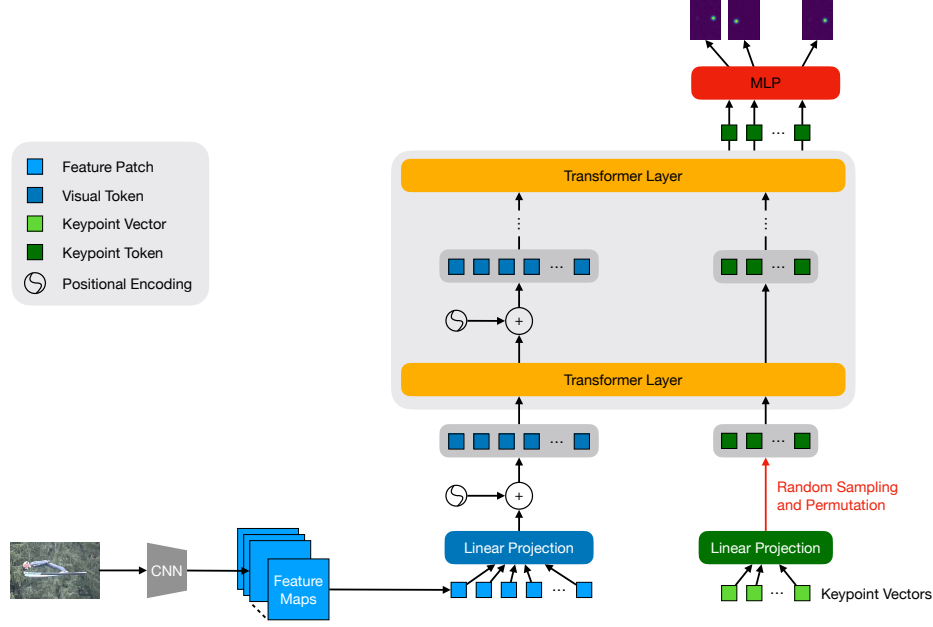 MLP
...
Transformer Layer
Feature Patch
Visual Token
Keypoint Vector
Keypoint Token
Positional Encoding
...
...
+
Transformer Layer
...
...
Random Sampling
and Permutation
+
Linear Projection
Linear Projection
CNN
Feature
Maps
...
...
Keypoint Vectors